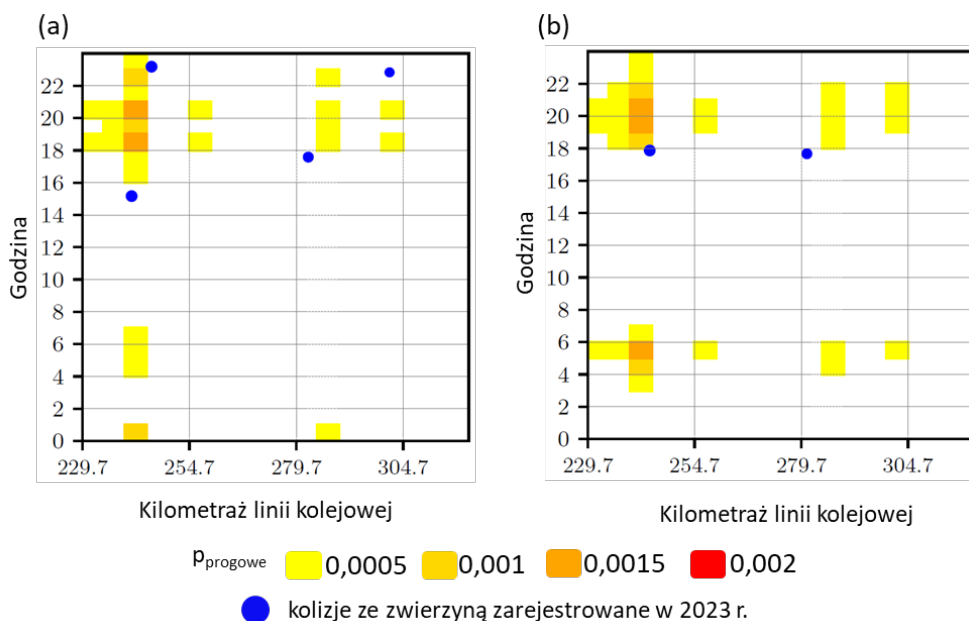 (a)
Godzina
22
20
18
16
14
12
10
8
6
4
2
0
229.7 254.7 279.7 304.7
Kilometraż linii kolejowej
(b)
Godzina
22
20
18
16
14
12
10
8
6
4
2
0
229.7 254.7 279.7 304.7
Kilometraż linii kolejowej
pprogowe 0,0005 0,001 0,0015 0,002
kolizje ze zwierzyną zarejestrowane w 2023 r.